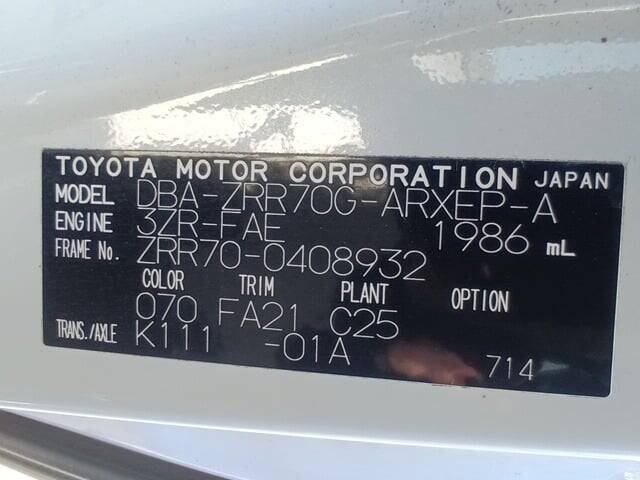 TOYOTA MOTOR CORPORATION JAPAN
MODEL DBA-ZRR70G-ARXEP-A
ENGINE 3ZR-FAE 1986 mL
FRAME No. ZRR70-0408932
COLOR TRIM PLANT OPTION
070 FA21 C25
TRANS./AXLE K111 -01A
714